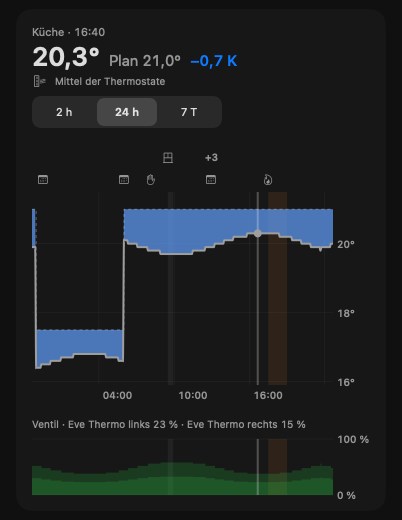 Küche · 16:40
20,3° Plan 21,0° −0,7 K
Mittel der Thermostate
2 h 24 h 7 T
+3
20°
18°
16°
04:00 10:00 16:00
Ventil · Eve Thermo links 23 % · Eve Thermo rechts 15 %
100 %
0 %